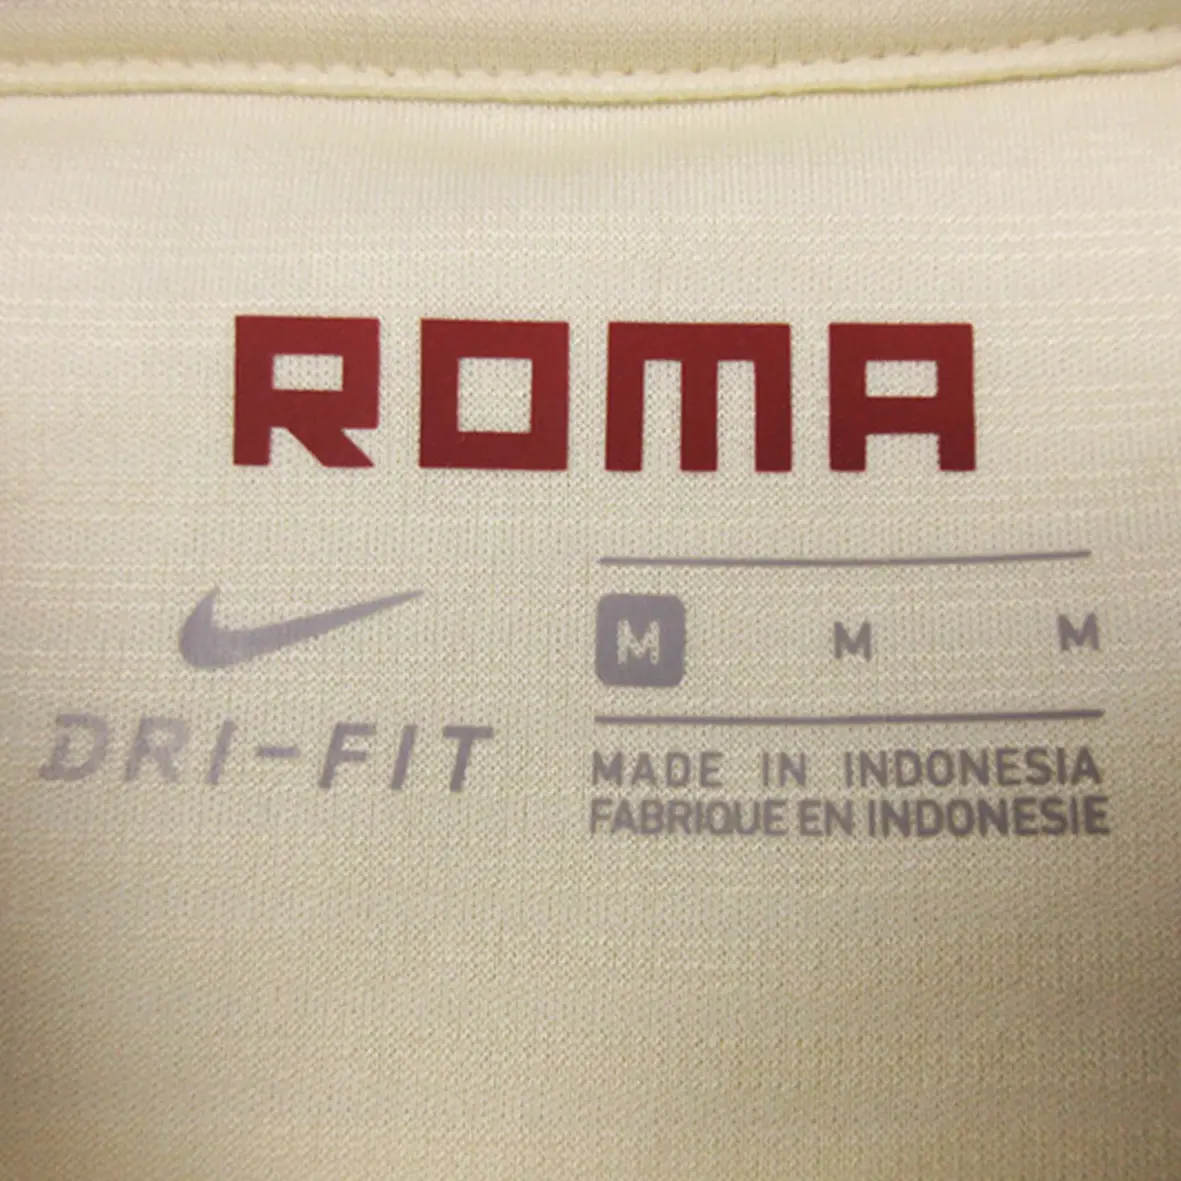 ROMA
M M M
DRI-FIT
MADE IN INDONESIA
FABRIQUE EN INDONESIE